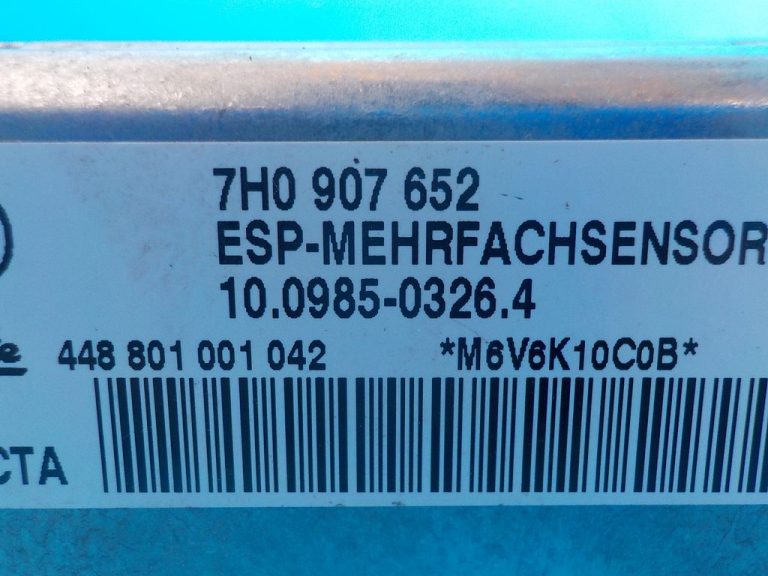 7H0 907 652
ESP-MEHRFACHSENSOR
10.0985-0326.4
448 801 001 042 *M6V6K10C0B*
CTA